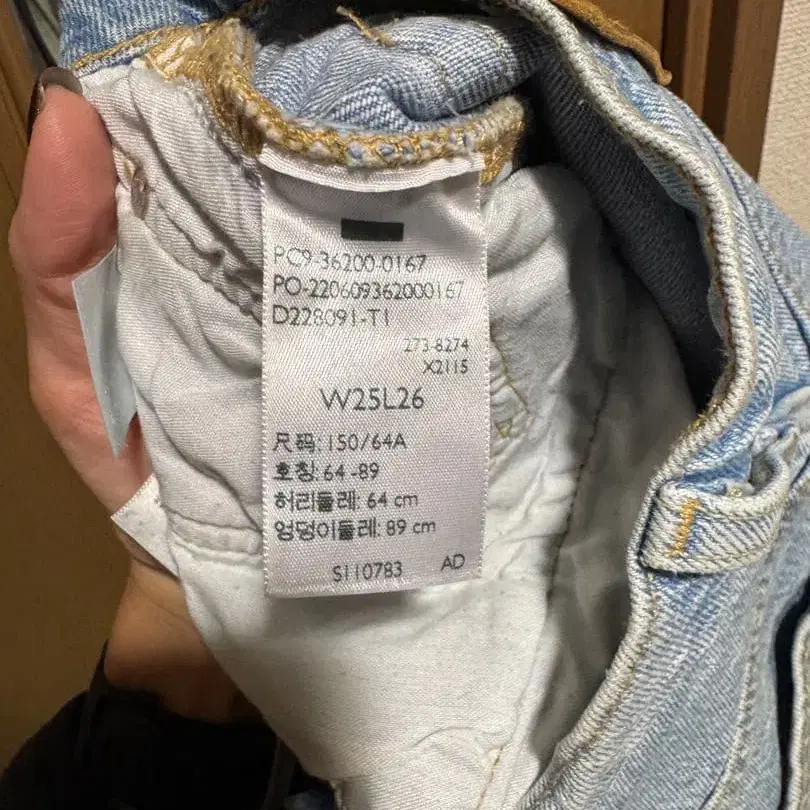 PC9-36200-0167
PO-220609362000167
D228091-T1
273-8274
X2115
W25L26
尺码: 150/64A
호칭: 64 -89
허리둘레: 64 cm
엉덩이둘레: 89 cm
S110783 AD